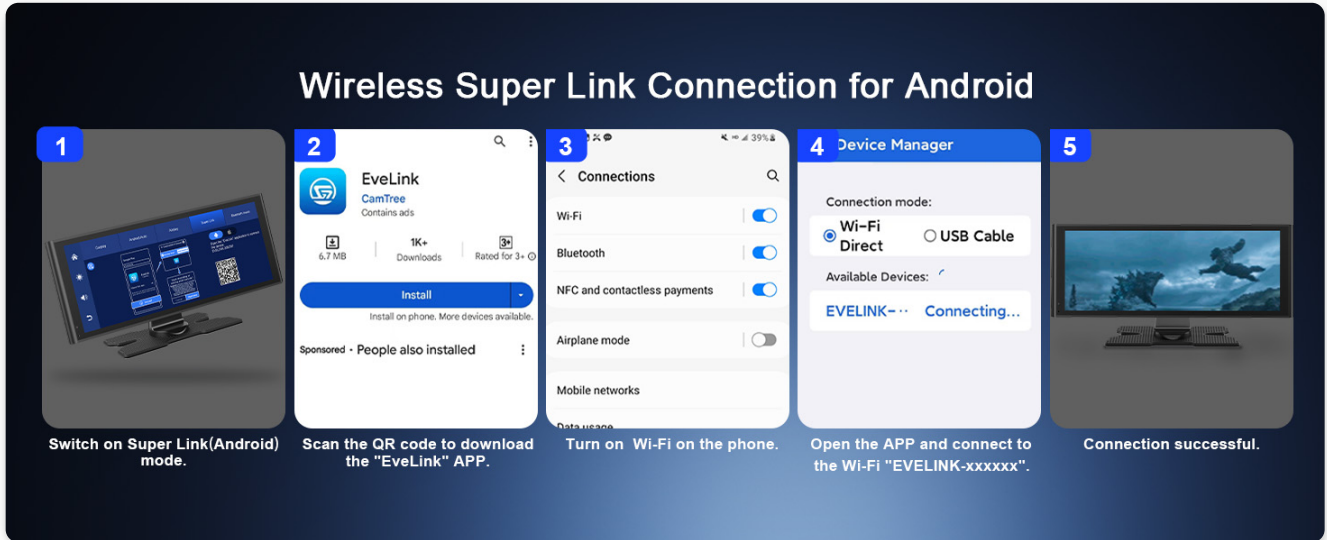 Wireless Super Link Connection for Android
1
Switch on Super Link(Android)
mode.
2
EveLink
CamTree
Contains ads
6.7 MB
1K+
Downloads
3+
Rated for 3+
Install
Install on phone. More devices available.
Sponsored · People also installed
Scan the QR code to download
the "EveLink" APP.
3
39%
Connections
Wi-Fi
Bluetooth
NFC and contactless payments
Airplane mode
Mobile networks
Data usage
Turn on Wi-Fi on the phone.
4
Device Manager
Connection mode:
Wi-Fi
Direct
USB Cable
Available Devices:
EVELINK-·· Connecting...
Open the APP and connect to
the Wi-Fi "EVELINK-xxxxxx".
5
Connection successful.